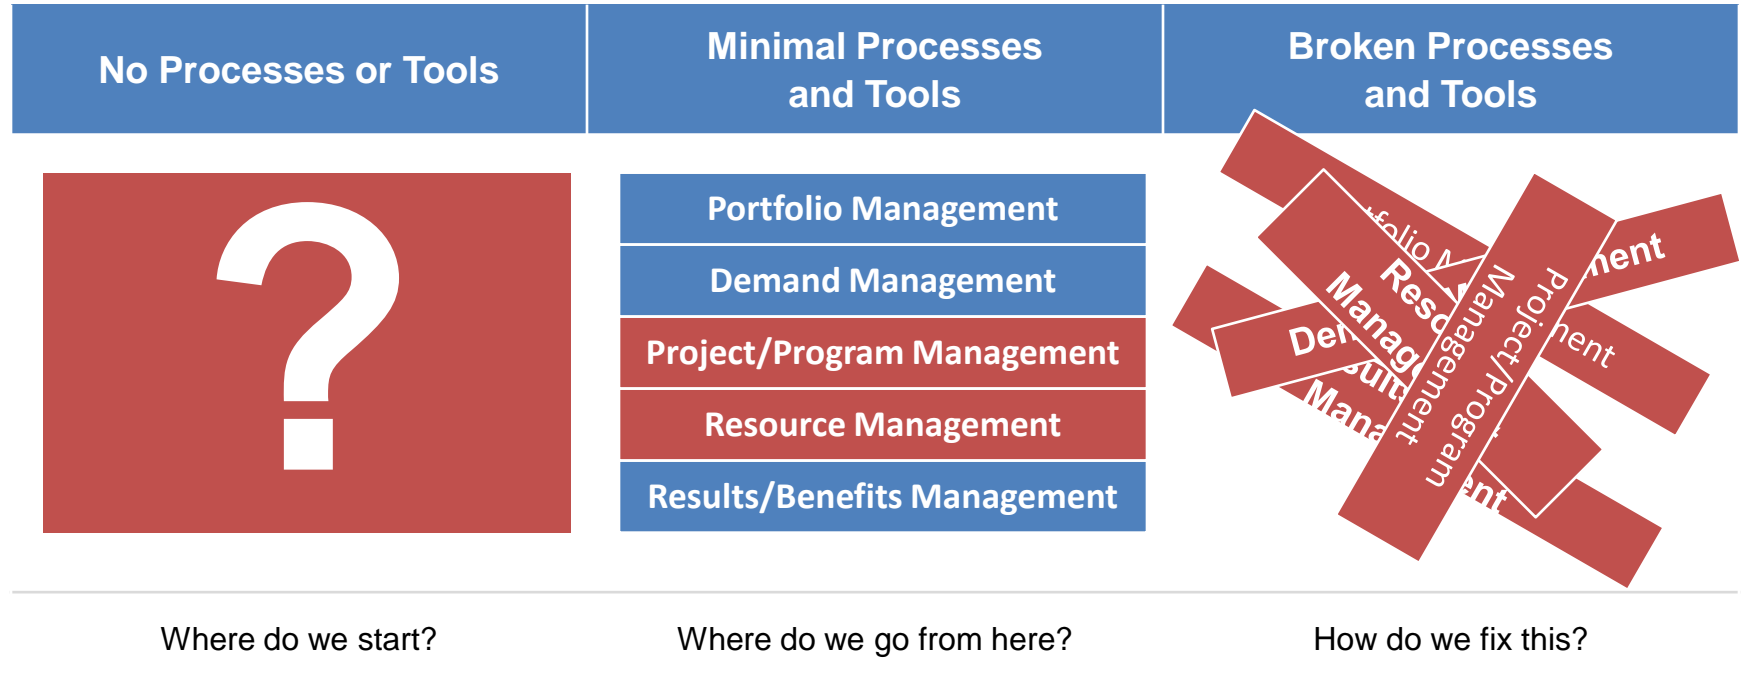 No Processes or Tools
Minimal Processes
and Tools
Broken Processes
and Tools
?
Portfolio Management
Demand Management
Project/Program Management
Resource Management
Results/Benefits Management
Project/Program
Management
Where do we start?
Where do we go from here?
How do we fix this?